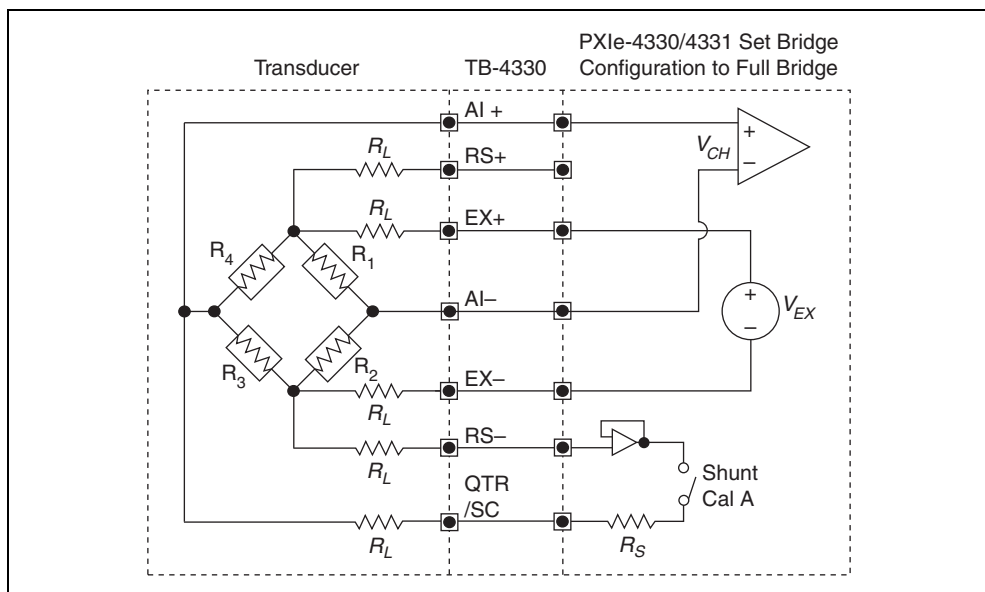 PXIe-4330/4331 Set Bridge
Transducer TB-4330 Configuration to Full Bridge
AI +
+
V_CH
–
R_L
RS+
R_L
EX+
R_4
R_1
+
AI–
V_EX
–
R_3
R_2
EX–
R_L
RS–
R_L
Shunt
Cal A
QTR
/SC
R_L
R_S